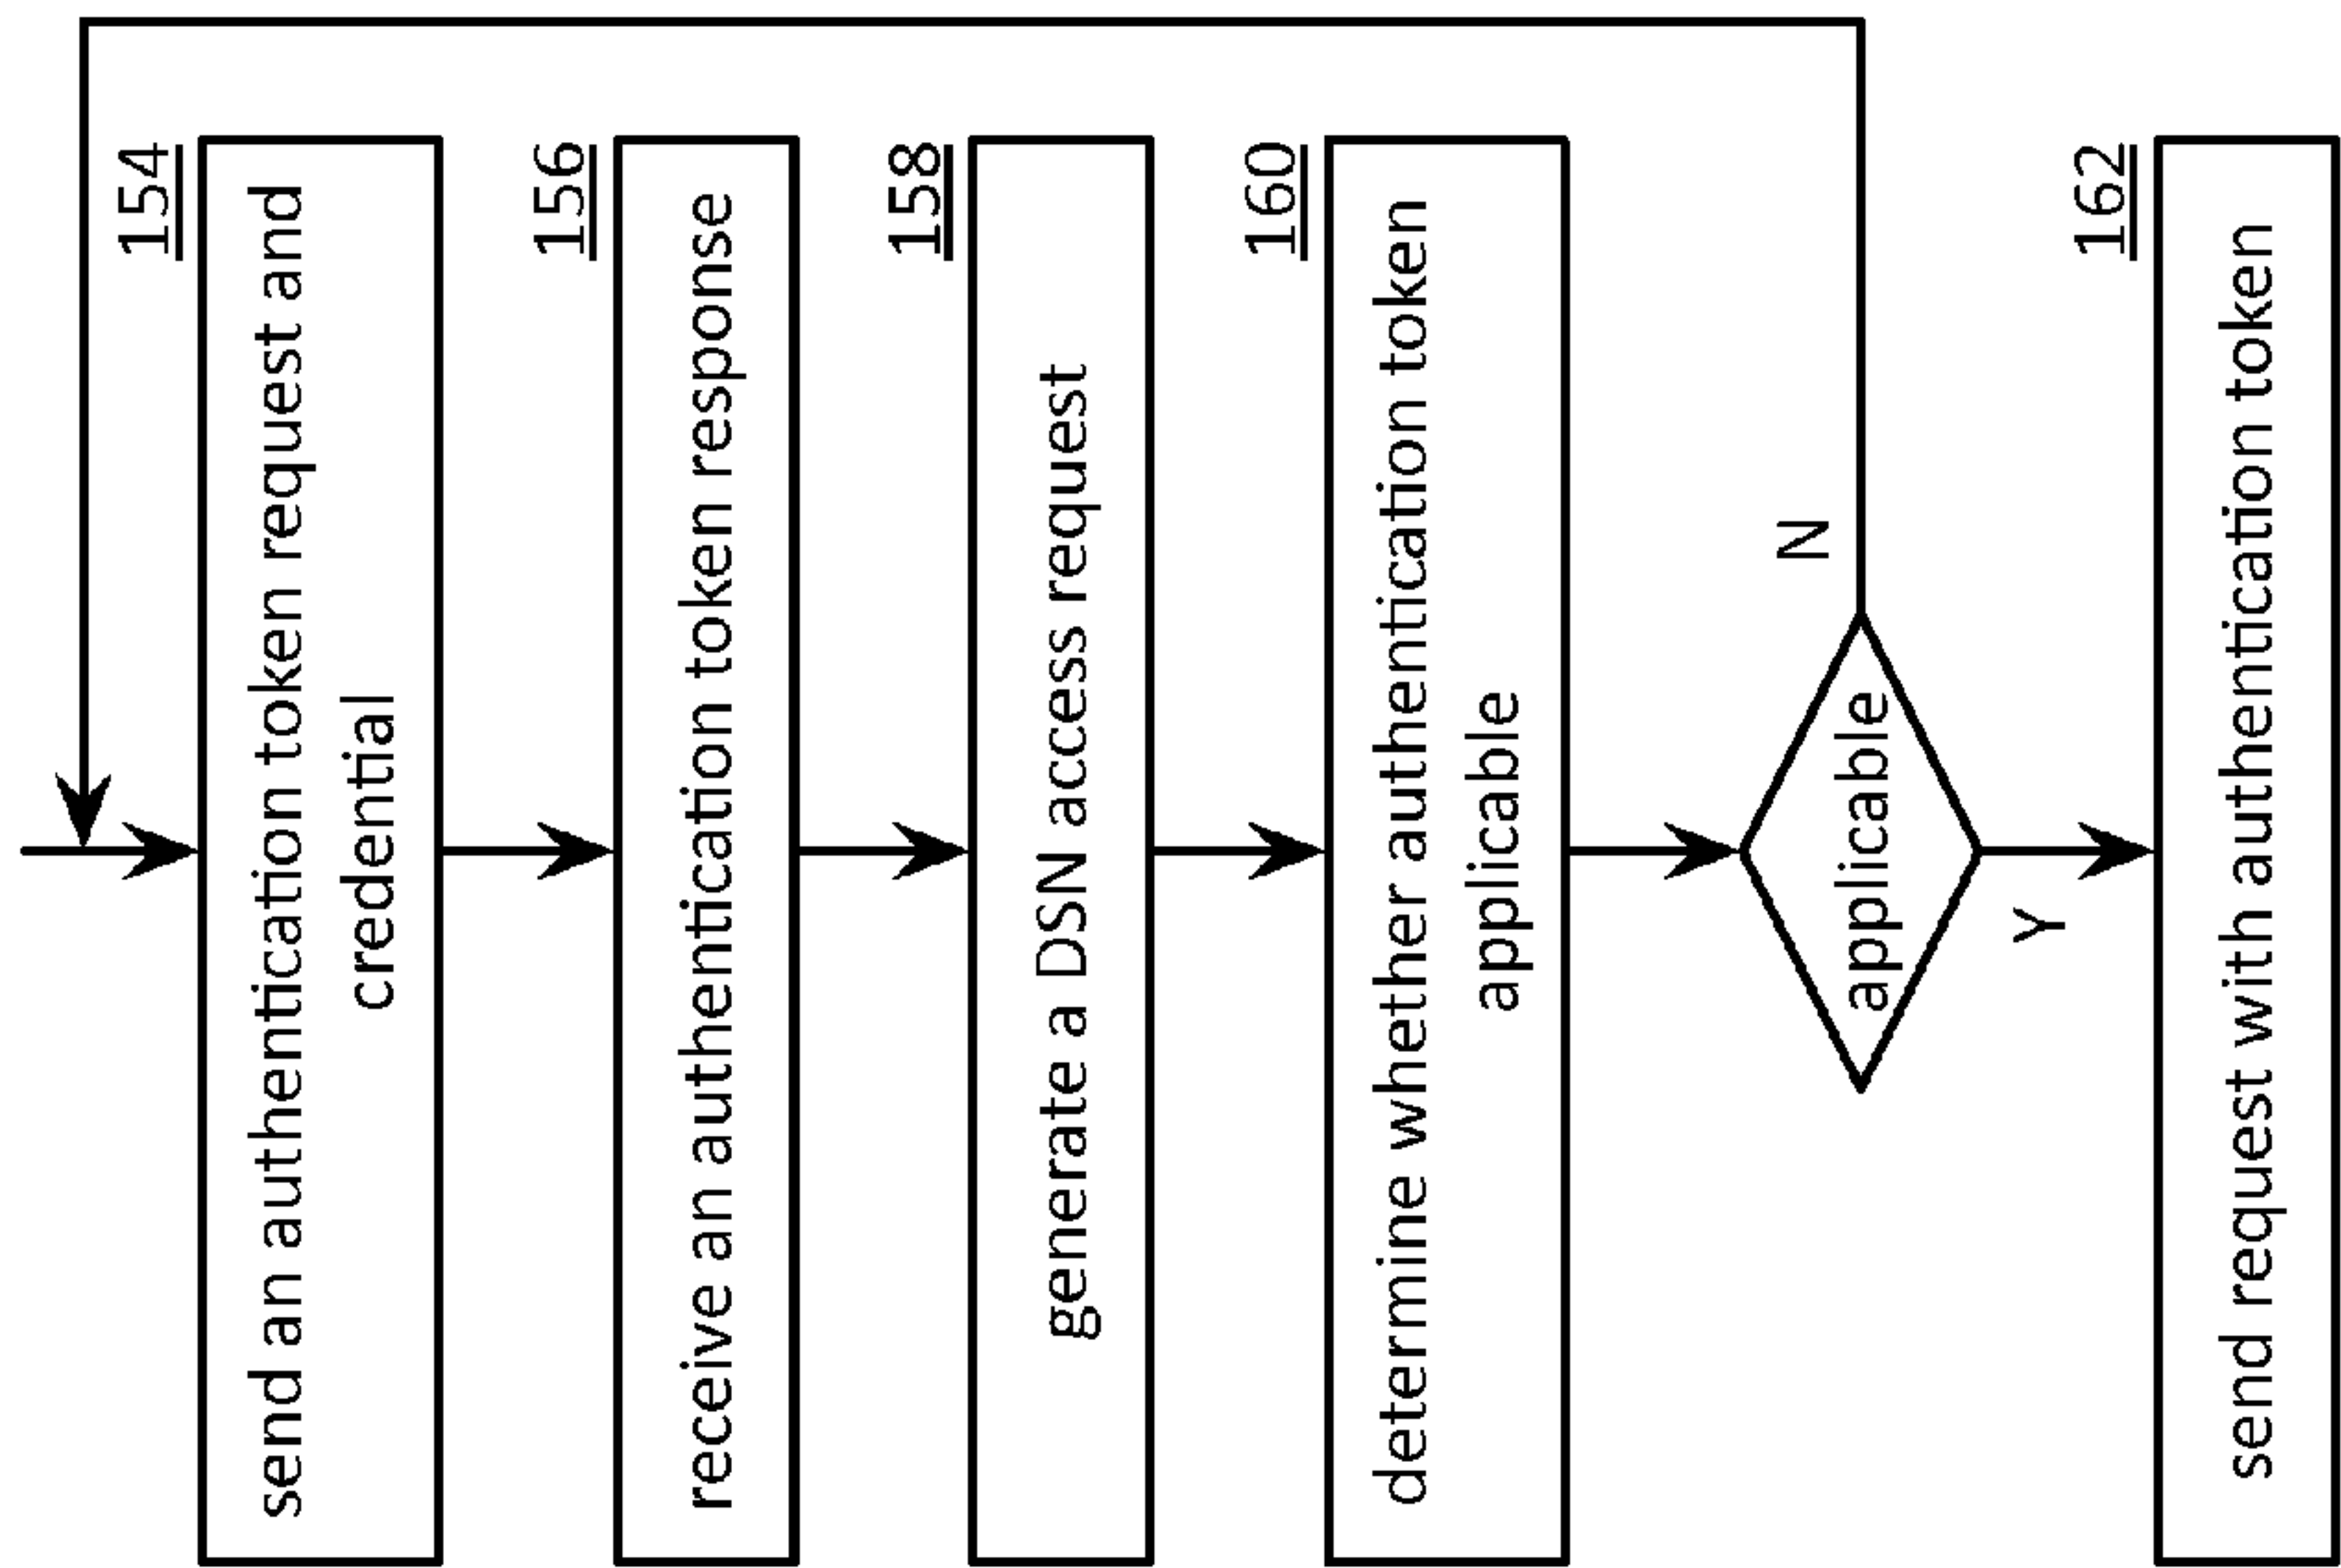 154
send an authentication token request and
credential
156
receive an authentication token response
158
generate a DSN access request
160
determine whether authentication token
applicable
applicable
N
Y
162
send request with authentication token